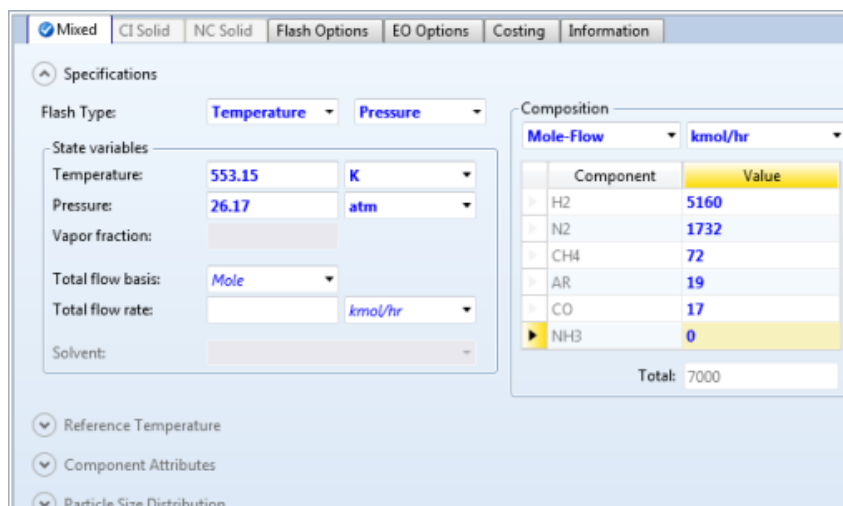 Mixed CI Solid NC Solid Flash Options EO Options Costing Information
Specifications
Flash Type: Temperature Pressure
Composition
Mole-Flow kmol/hr
State variables
Temperature: 553.15 K
Pressure: 26.17 atm
Vapor fraction:
Total flow basis: Mole
Total flow rate: kmol/hr
Solvent:
Component Value
H2 5160
N2 1732
CH4 72
AR 19
CO 17
NH3 0
Total: 7000
Reference Temperature
Component Attributes
Particle Size Distribution